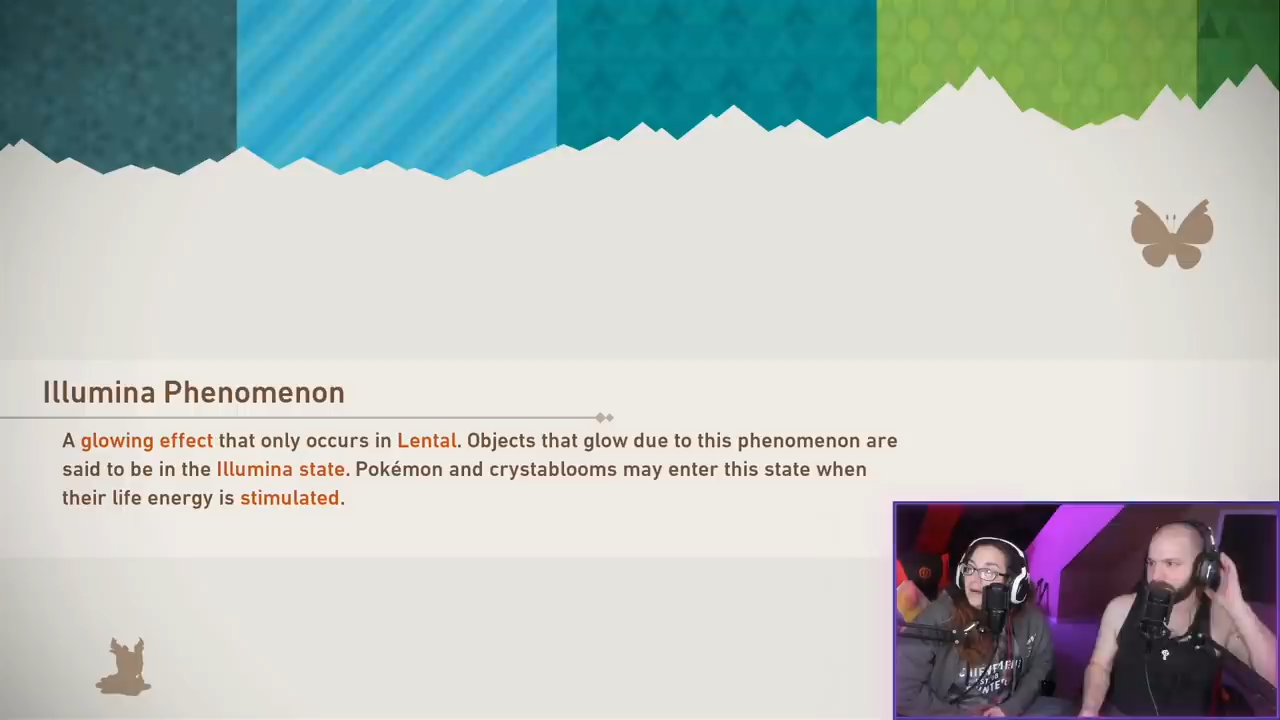 Illumina Phenomenon
A glowing effect that only occurs in Lental. Objects that glow due to this phenomenon are
said to be in the Illumina state. Pokémon and crystablooms may enter this state when
their life energy is stimulated.